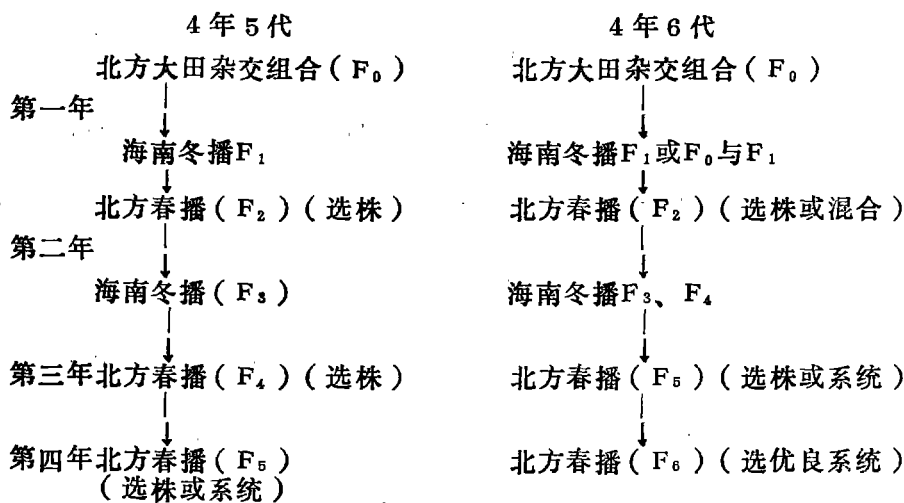 4年5代 4年6代
北方大田杂交组合(F₀) 北方大田杂交组合(F₀)
第一年
海南冬播F₁ 海南冬播F₁或F₀与F₁
北方春播(F₂)(选株) 北方春播(F₂)(选株或混合)
第二年
海南冬播(F₃) 海南冬播F₃、F₄
第三年北方春播(F₄)(选株) 北方春播(F₅)(选株或系统)
第四年北方春播(F₅) 北方春播(F₆)(选优良系统)
(选株或系统)